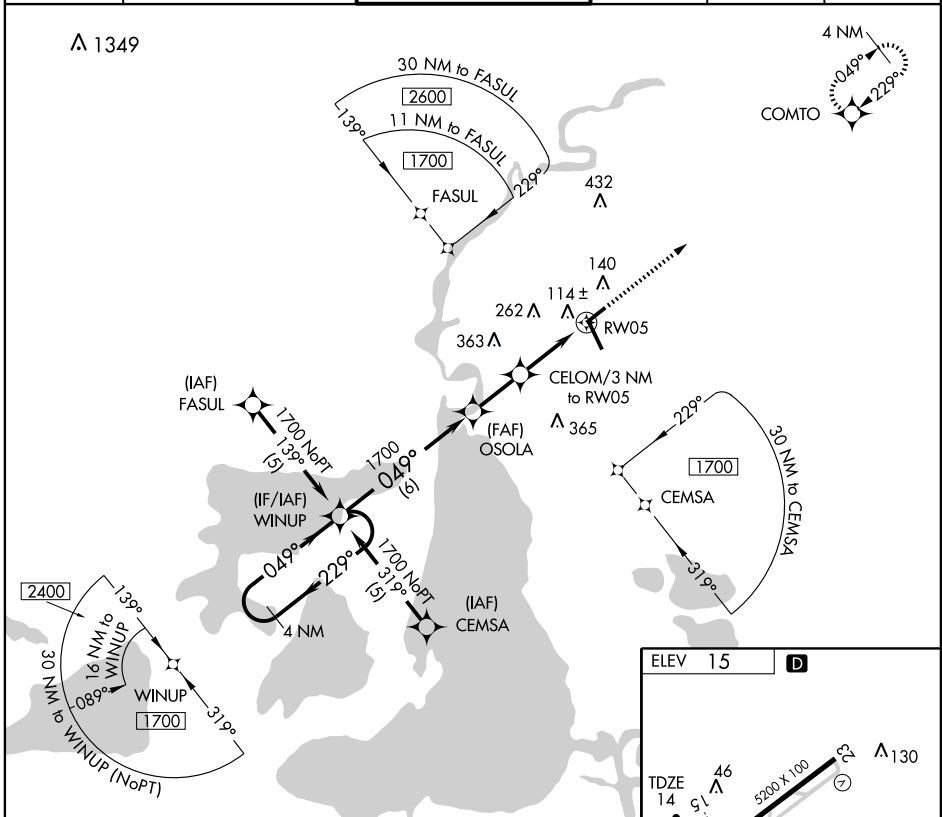 1349
4 NM
049°
229°
COMTO
30 NM to FASUL
2600
139°
11 NM to FASUL
1700
229°
FASUL
432
140
114 ±
262
RW05
363
CELOM/3 NM
to RW05
(IAF)
FASUL
365
(FAF)
OSOLA
1700 NoPT
139°
(5)
1700
049°
(6)
229°
30 NM to CEMSA
1700
CEMSA
319°
(IF/IAF)
WINUP
049°
229°
1700 NoPT
319°
(5)
4 NM
(IAF)
CEMSA
2400
139°
16 NM to
WINUP
089°
WINUP
1700
319°
30 NM to WINUP (NoPT)
ELEV 15
D
TDZE
14
46
5200 X 100
23
V
130